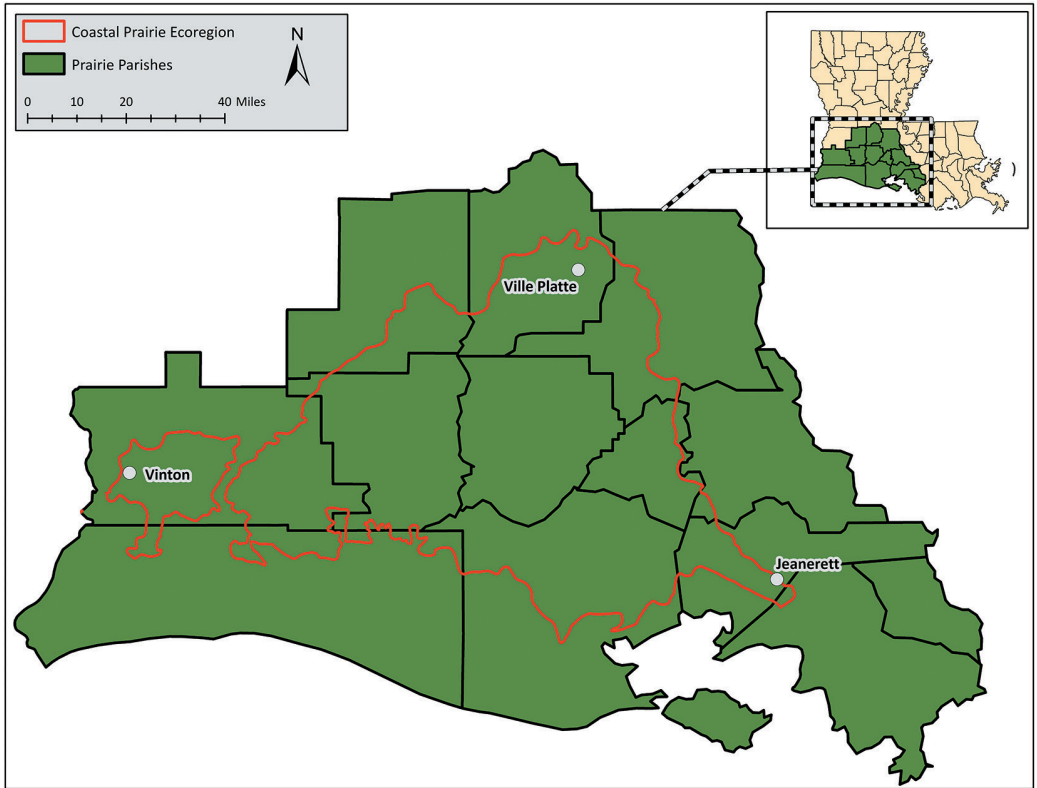 Coastal Prairie Ecoregion
Prairie Parishes
N
0 10 20 40 Miles
Ville Platte
Vinton
Jeanerett